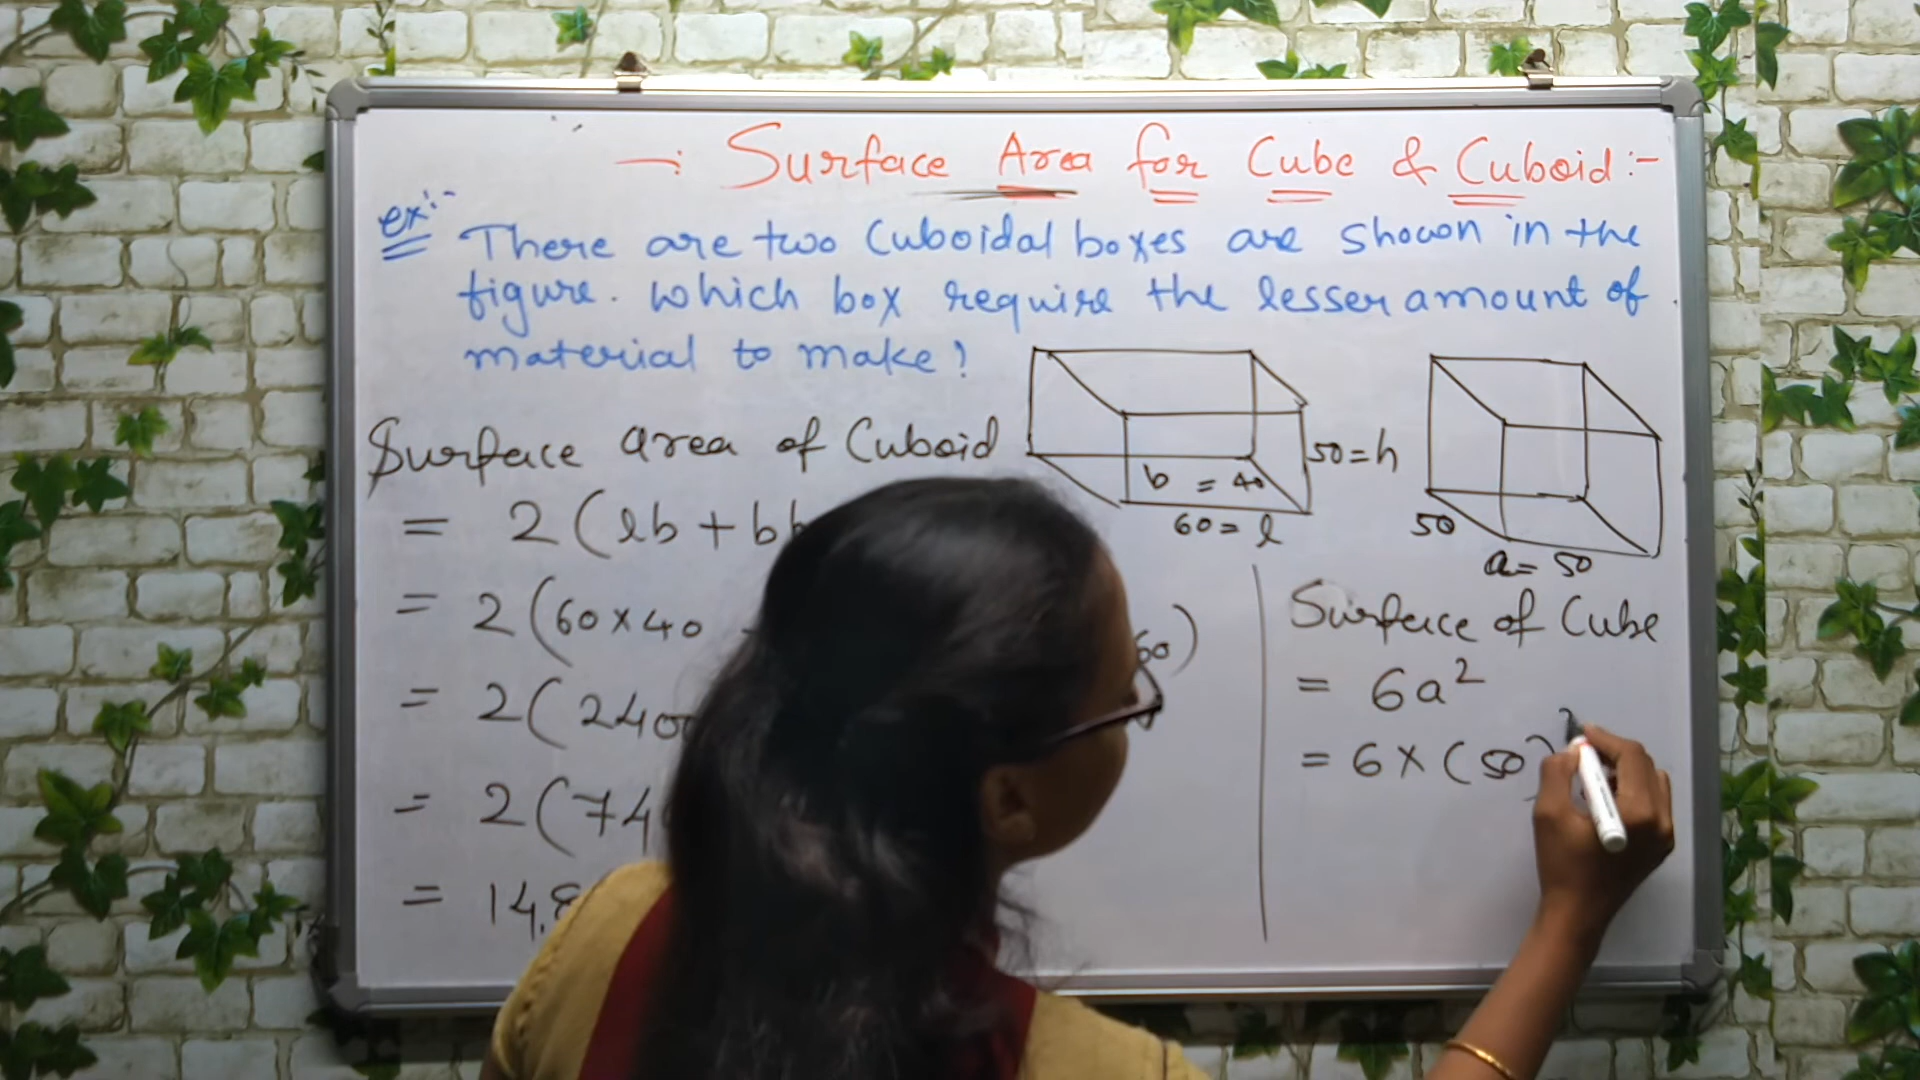 —: Surface Area for Cube & Cuboid :-
ex:- There are two Cuboidal boxes are shown in the
figure. Which box require the lesser amount of
material to make?
50=h
b = 40
60=l
50
a= 50
Surface area of Cuboid
= 2(lb+b
= 2(60×40 60)
= 2(2400
= 2(74
= 14,8
Surface of Cube
= 6a²
= 6×(50)²